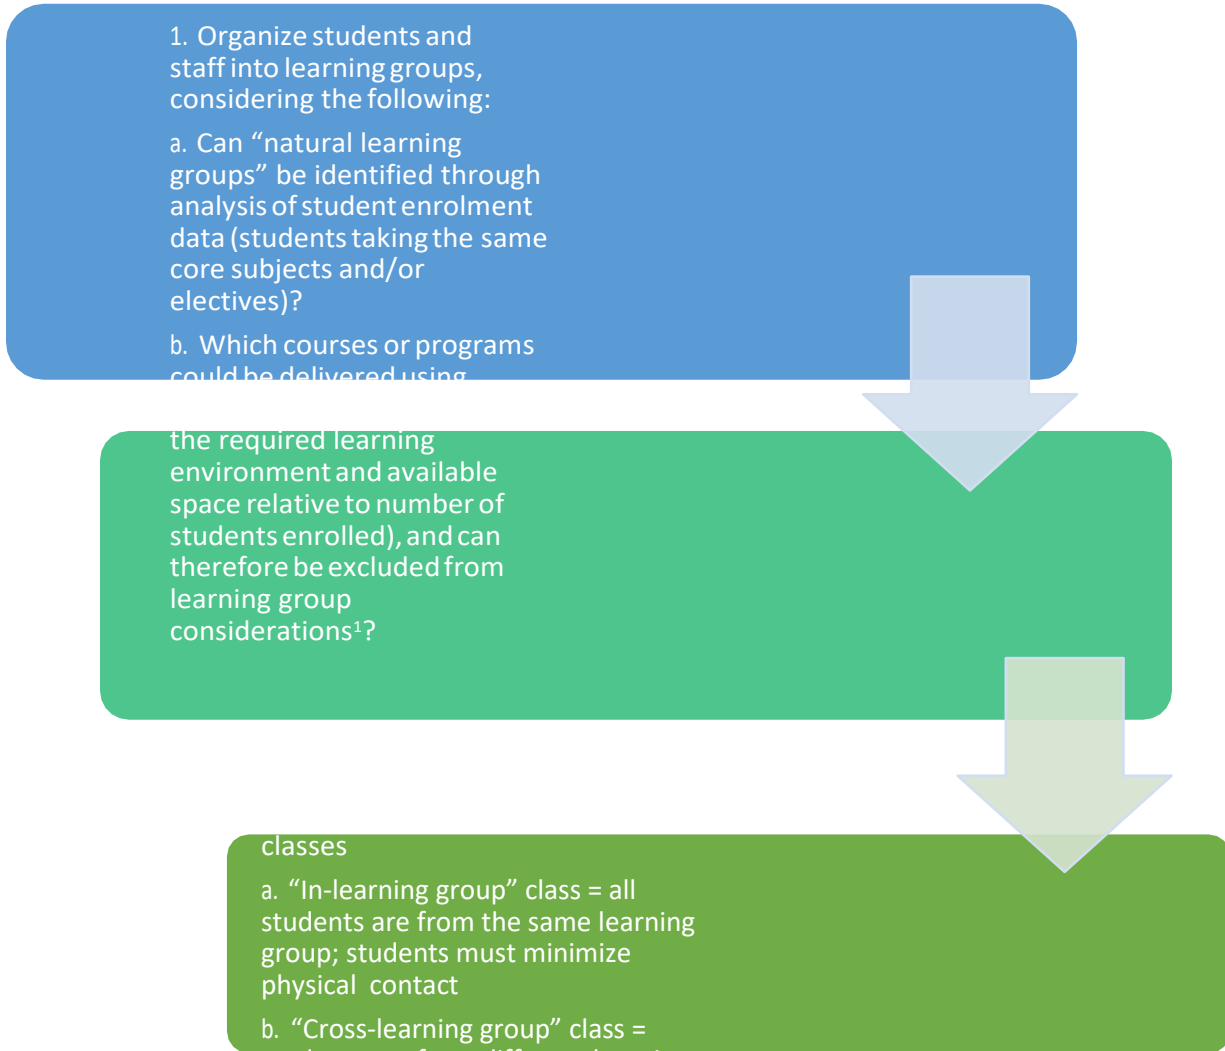 1. Organize students and
staff into learning groups,
considering the following:
a. Can “natural learning
groups” be identified through
analysis of student enrolment
data (students taking the same
core subjects and/or
electives)?
b. Which courses or programs
could be delivered using
the required learning
environment and available
space relative to number of
students enrolled), and can
therefore be excluded from
learning group
considerations¹?
classes
a. “In-learning group” class = all
students are from the same learning
group; students must minimize
physical contact
b. “Cross-learning group” class =